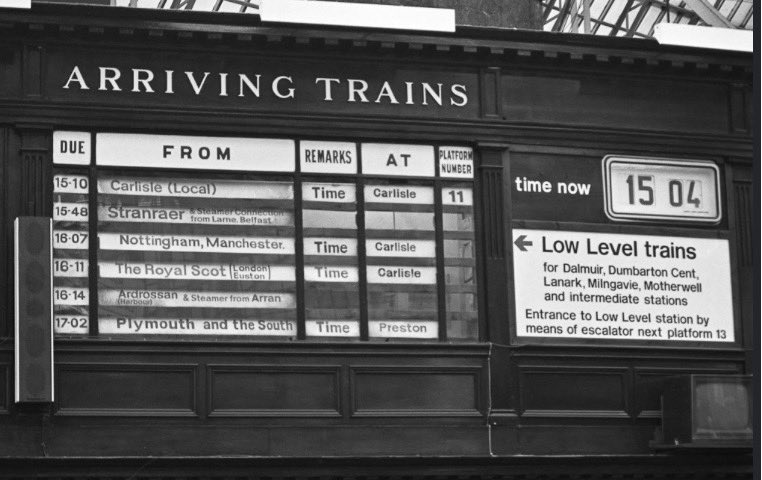 ARRIVING TRAINS
DUE FROM REMARKS AT PLATFORM NUMBER
15-10 Carlisle (Local) Time Carlisle 11
15-48 Stranraer & Steamer Connection from Larne. Belfast.
16-07 Nottingham, Manchester. Time Carlisle
16-11 The Royal Scot (London Euston) Time Carlisle
16-14 Ardrossan (Harbour) & Steamer from Arran
17-02 Plymouth and the South Time Preston
time now 15 04
← Low Level trains
for Dalmuir, Dumbarton Cent,
Lanark, Milngavie, Motherwell
and intermediate stations
Entrance to Low Level station by
means of escalator next platform 13